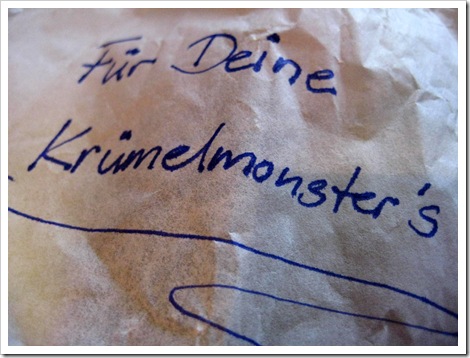 Für Deine
Krümelmonster's